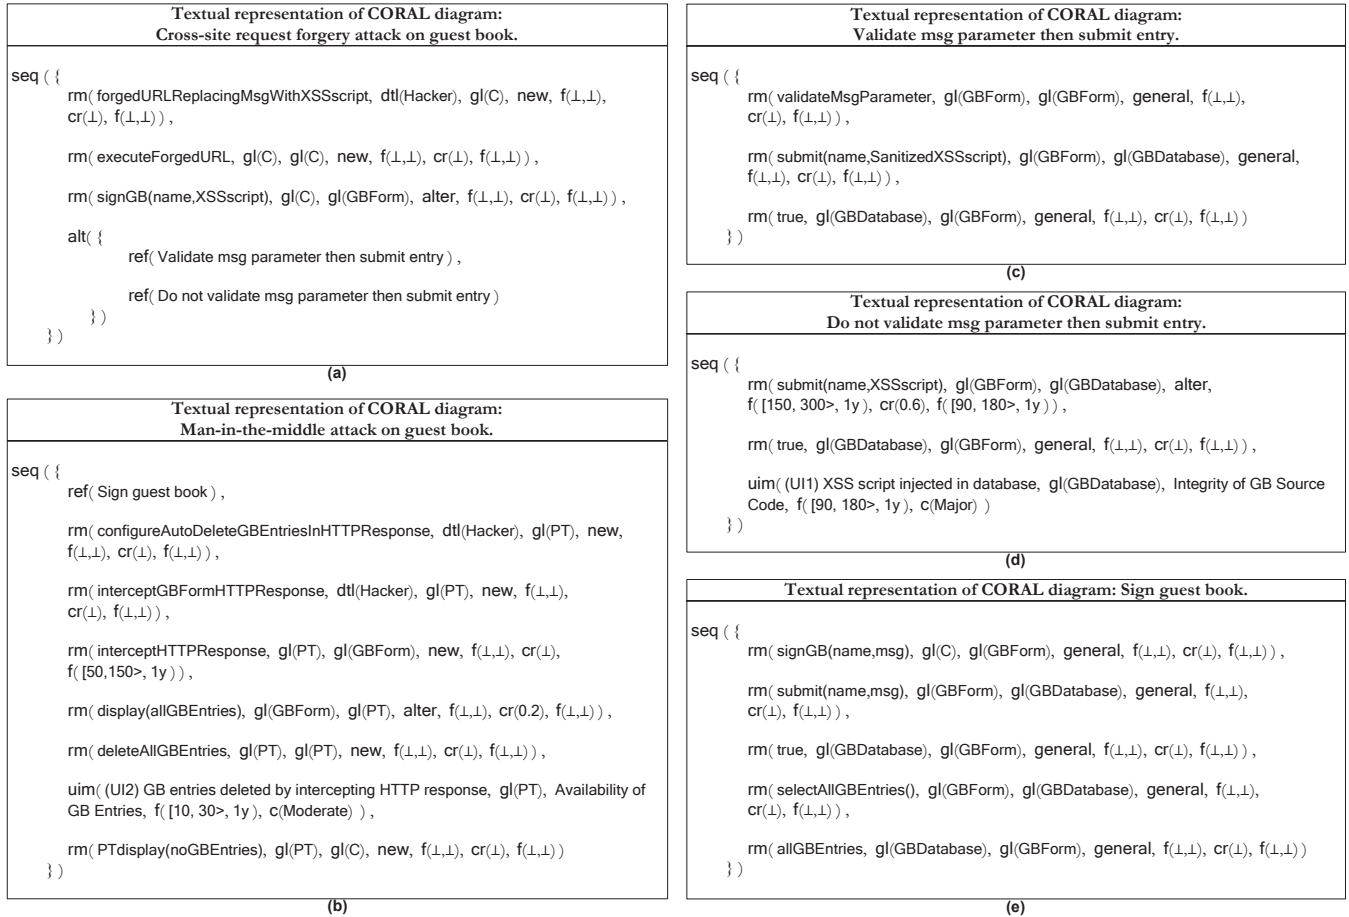 Textual representation of CORAL diagram:
Cross-site request forgery attack on guest book.
seq ( {
rm( forgedURLReplacingMsgWithXSSscript, dtl(Hacker), gl(C), new, f(⊥,⊥),
cr(⊥), f(⊥,⊥) ) ,
rm( executeForgedURL, gl(C), gl(C), new, f(⊥,⊥), cr(⊥), f(⊥,⊥) ) ,
rm( signGB(name,XSSscript), gl(C), gl(GBForm), alter, f(⊥,⊥), cr(⊥), f(⊥,⊥) ) ,
alt( {
ref( Validate msg parameter then submit entry ) ,
ref( Do not validate msg parameter then submit entry )
} )
} )
(a)
Textual representation of CORAL diagram:
Man-in-the-middle attack on guest book.
seq ( {
ref( Sign guest book ) ,
rm( configureAutoDeleteGBEntriesInHTTPResponse, dtl(Hacker), gl(PT), new,
f(⊥,⊥), cr(⊥), f(⊥,⊥) ) ,
rm( interceptGBFormHTTPResponse, dtl(Hacker), gl(PT), new, f(⊥,⊥),
cr(⊥), f(⊥,⊥) ) ,
rm( interceptHTTPResponse, gl(PT), gl(GBForm), new, f(⊥,⊥), cr(⊥),
f( [50,150>, 1y ) ) ,
rm( display(allGBEntries), gl(GBForm), gl(PT), alter, f(⊥,⊥), cr(0.2), f(⊥,⊥) ) ,
rm( deleteAllGBEntries, gl(PT), gl(PT), new, f(⊥,⊥), cr(⊥), f(⊥,⊥) ) ,
uim( (UI2) GB entries deleted by intercepting HTTP response, gl(PT), Availability of
GB Entries, f( [10, 30>, 1y ), c(Moderate) ) ,
rm( PTdisplay(noGBEntries), gl(PT), gl(C), new, f(⊥,⊥), cr(⊥), f(⊥,⊥) )
} )
(b)
Textual representation of CORAL diagram:
Validate msg parameter then submit entry.
seq ( {
rm( validateMsgParameter, gl(GBForm), gl(GBForm), general, f(⊥,⊥),
cr(⊥), f(⊥,⊥) ) ,
rm( submit(name,SanitizedXSSscript), gl(GBForm), gl(GBDatabase), general,
f(⊥,⊥), cr(⊥), f(⊥,⊥) ) ,
rm( true, gl(GBDatabase), gl(GBForm), general, f(⊥,⊥), cr(⊥), f(⊥,⊥) )
} )
(c)
Textual representation of CORAL diagram:
Do not validate msg parameter then submit entry.
seq ( {
rm( submit(name,XSSscript), gl(GBForm), gl(GBDatabase), alter,
f( [150, 300>, 1y ), cr(0.6), f( [90, 180>, 1y ) ) ,
rm( true, gl(GBDatabase), gl(GBForm), general, f(⊥,⊥), cr(⊥), f(⊥,⊥) ) ,
uim( (UI1) XSS script injected in database, gl(GBDatabase), Integrity of GB Source
Code, f( [90, 180>, 1y ), c(Major) )
} )
(d)
Textual representation of CORAL diagram: Sign guest book.
seq ( {
rm( signGB(name,msg), gl(C), gl(GBForm), general, f(⊥,⊥), cr(⊥), f(⊥,⊥) ) ,
rm( submit(name,msg), gl(GBForm), gl(GBDatabase), general, f(⊥,⊥),
cr(⊥), f(⊥,⊥) ) ,
rm( true, gl(GBDatabase), gl(GBForm), general, f(⊥,⊥), cr(⊥), f(⊥,⊥) ) ,
rm( selectAllGBEntries(), gl(GBForm), gl(GBDatabase), general, f(⊥,⊥),
cr(⊥), f(⊥,⊥) ) ,
rm( allGBEntries, gl(GBDatabase), gl(GBForm), general, f(⊥,⊥), cr(⊥), f(⊥,⊥) )
} )
(e)